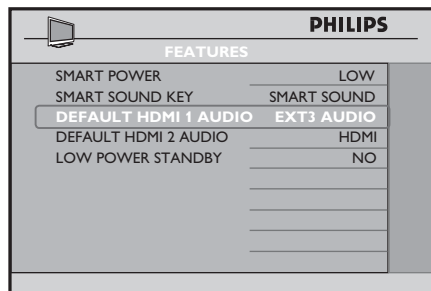 PHILIPS
FEATURES
SMART POWER LOW
SMART SOUND KEY SMART SOUND
DEFAULT HDMI 1 AUDIO EXT3 AUDIO
DEFAULT HDMI 2 AUDIO HDMI
LOW POWER STANDBY NO